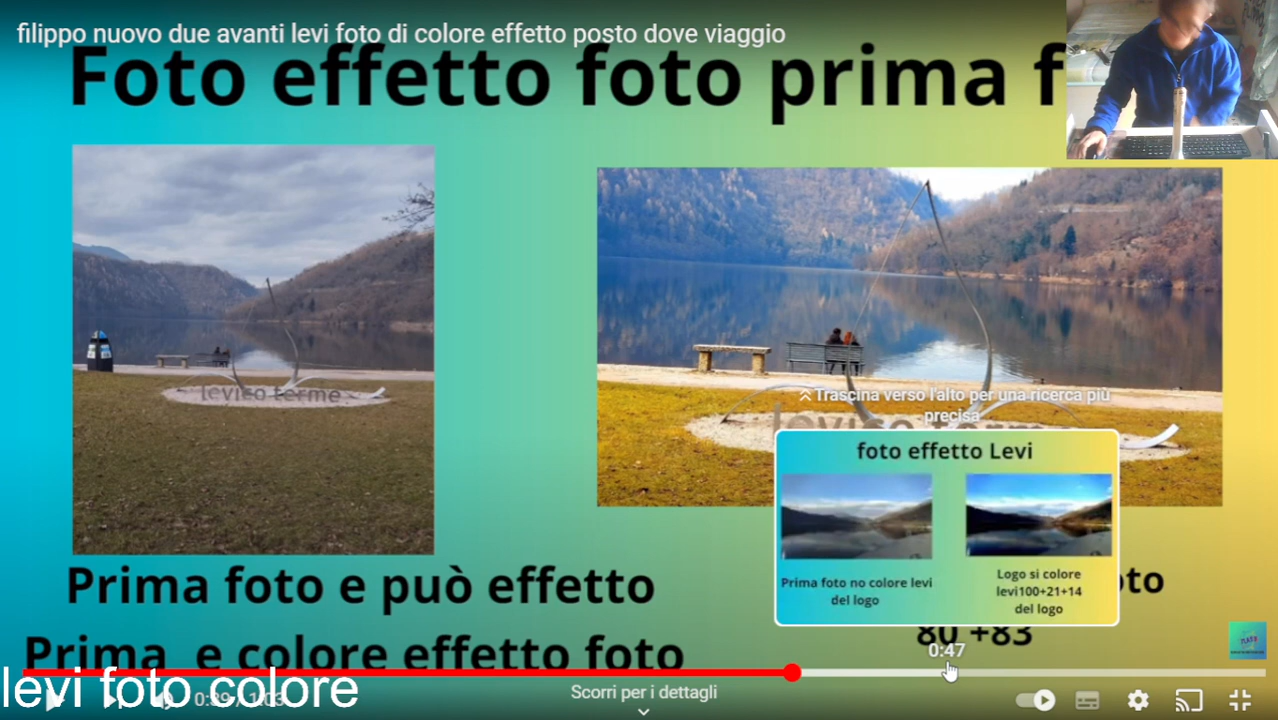 filippo nuovo due avanti levi foto di colore effetto posto dove viaggio
Foto effetto foto prima f
levico terme
Trascina verso l'alto per una ricerca più
precisa
foto effetto Levi
Prima foto no colore levi
del logo
Logo si colore
levi100+21+14
del logo
Prima foto e può effetto
oto
Prima e colore effetto foto
80 +83
0:47
levi foto colore
Scorri per i dettagli